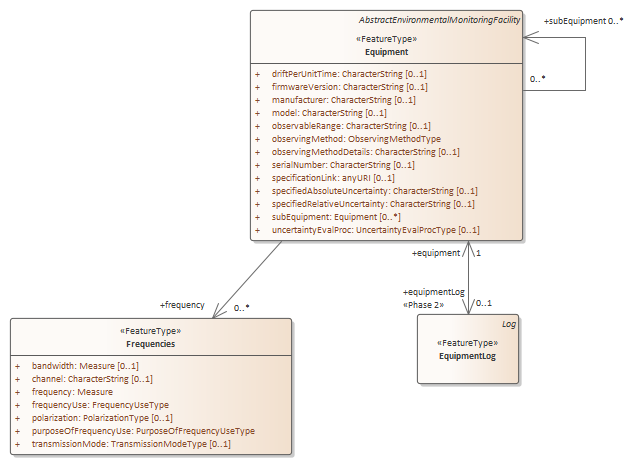 AbstractEnvironmentalMonitoringFacility
«FeatureType»
Equipment
+ driftPerUnitTime: CharacterString [0..1]
+ firmwareVersion: CharacterString [0..1]
+ manufacturer: CharacterString [0..1]
+ model: CharacterString [0..1]
+ observableRange: CharacterString [0..1]
+ observingMethod: ObservingMethodType
+ observingMethodDetails: CharacterString [0..1]
+ serialNumber: CharacterString [0..1]
+ specificationLink: anyURI [0..1]
+ specifiedAbsoluteUncertainty: CharacterString [0..1]
+ specifiedRelativeUncertainty: CharacterString [0..1]
+ subEquipment: Equipment [0..*]
+ uncertaintyEvalProc: UncertaintyEvalProcType [0..1]
+subEquipment 0..*
0..*
+equipment 1
+equipmentLog
«Phase 2» 0..1
+frequency 0..*
«FeatureType»
Frequencies
+ bandwidth: Measure [0..1]
+ channel: CharacterString [0..1]
+ frequency: Measure
+ frequencyUse: FrequencyUseType
+ polarization: PolarizationType [0..1]
+ purposeOfFrequencyUse: PurposeOfFrequencyUseType
+ transmissionMode: TransmissionModeType [0..1]
Log
«FeatureType»
EquipmentLog